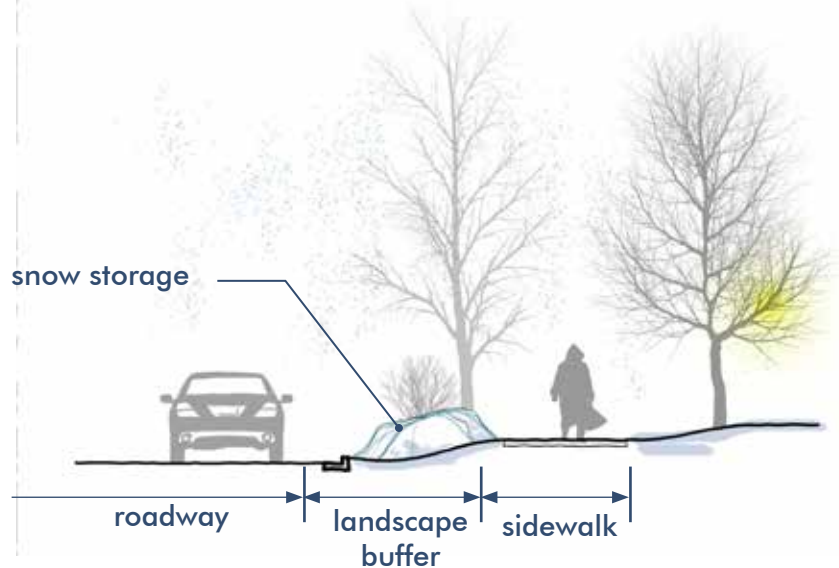 snow storage
roadway
landscape
buffer
sidewalk